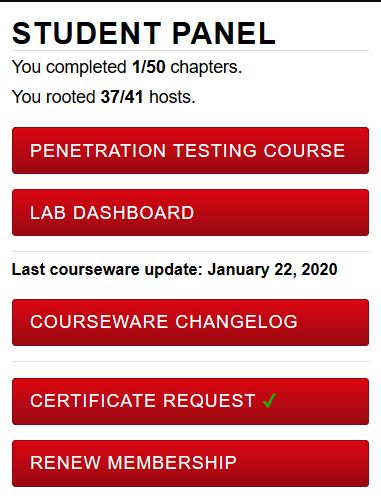 STUDENT PANEL
You completed 1/50 chapters.
You rooted 37/41 hosts.
PENETRATION TESTING COURSE
LAB DASHBOARD
Last courseware update: January 22, 2020
COURSEWARE CHANGELOG
CERTIFICATE REQUEST ✓
RENEW MEMBERSHIP